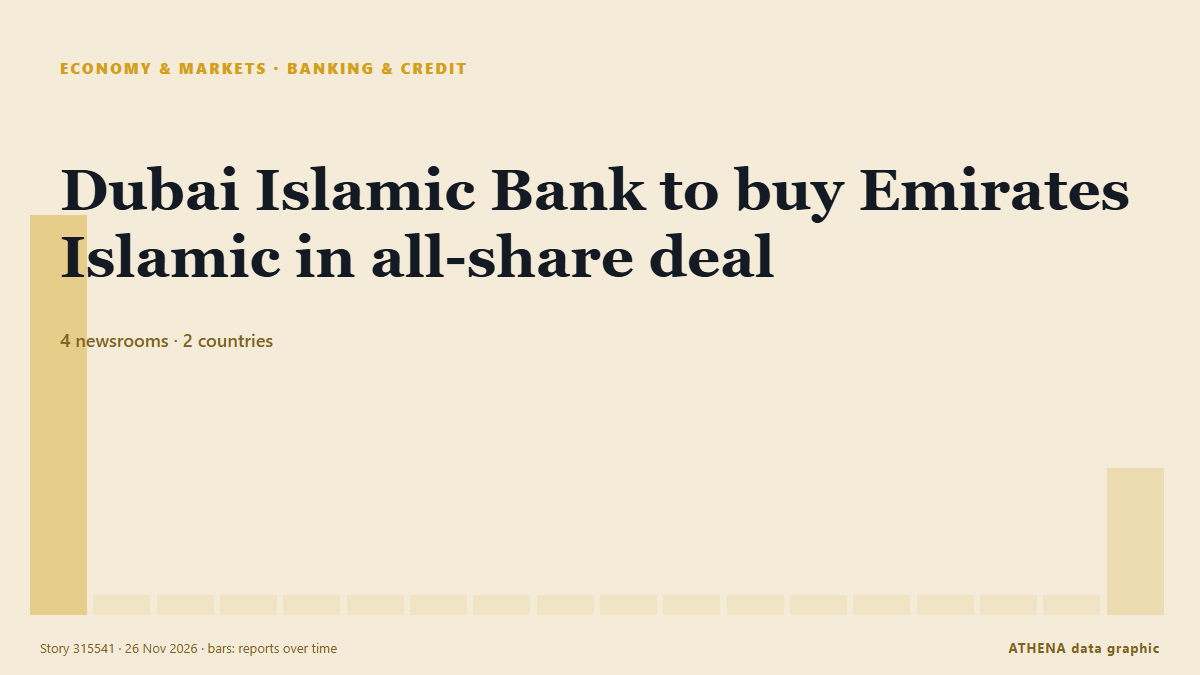 ECONOMY & MARKETS · BANKING & CREDIT
Dubai Islamic Bank to buy Emirates
Islamic in all-share deal
4 newsrooms · 2 countries
Story 315541 · 26 Nov 2026 · bars: reports over time
ATHENA data graphic